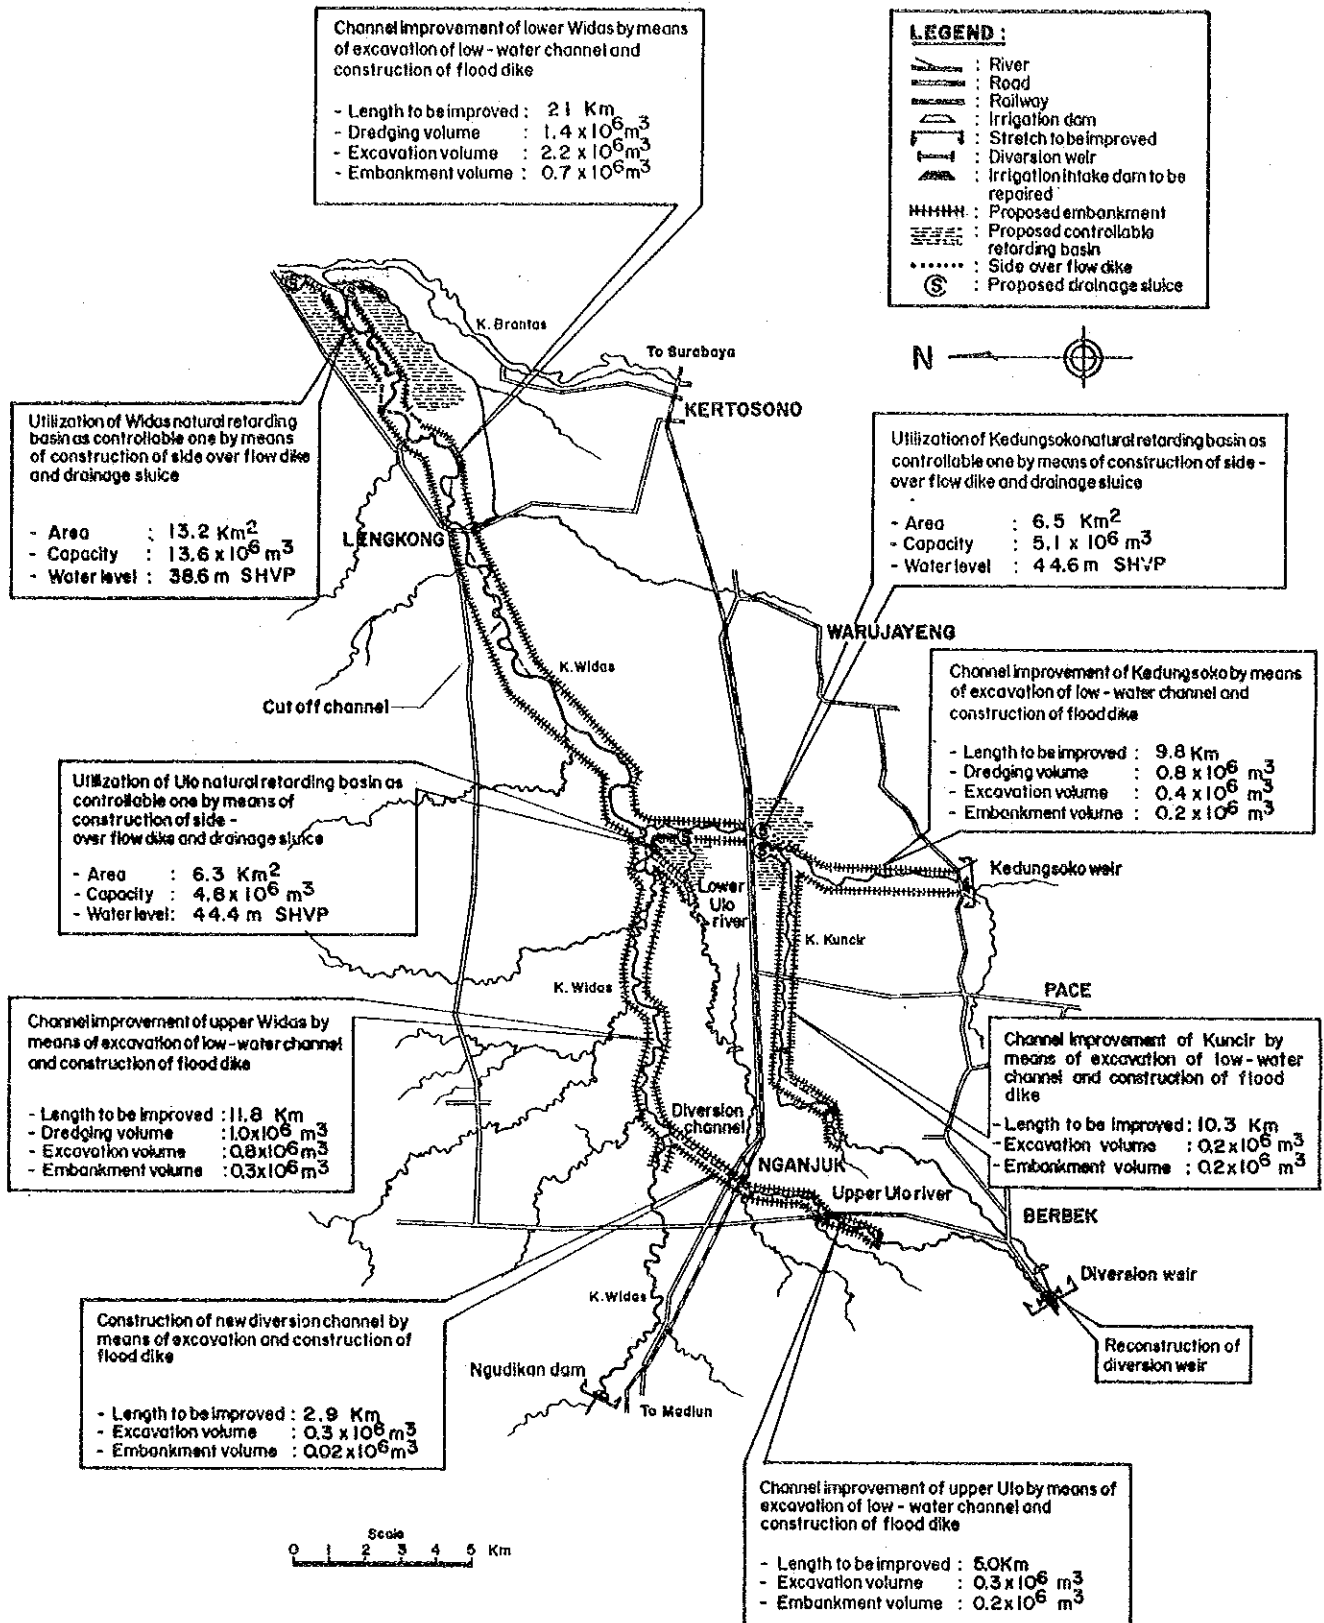 Channel improvement of lower Widas by means
of excavation of low-water channel and
construction of flood dike
- Length to be improved : 21 Km
- Dredging volume : 1.4 x 10⁶ m³
- Excavation volume : 2.2 x 10⁶ m³
- Embankment volume : 0.7 x 10⁶ m³
LEGEND :
: River
: Road
: Railway
: Irrigation dam
: Stretch to be improved
: Diversion weir
: Irrigation intake dam to be
repaired
: Proposed embankment
: Proposed controllable
retarding basin
: Side over flow dike
S : Proposed drainage sluice
N
K. Brantas
To Surabaya
KERTOSONO
Utilization of Widas natural retarding
basin as controllable one by means
of construction of side over flow dike
and drainage sluice
- Area : 13.2 Km²
- Capacity : 13.6 x 10⁶ m³
- Water level : 38.6 m SHVP
Utilization of Kedungsoko natural retarding basin as
controllable one by means of construction of side -
over flow dike and drainage sluice
- Area : 6.5 Km²
- Capacity : 5.1 x 10⁶ m³
- Water level : 44.6 m SHVP
LENGKONG
WARUJAYENG
K. Widas
Cut off channel
Channel improvement of Kedungsoko by means
of excavation of low-water channel and
construction of flood dike
- Length to be improved : 9.8 Km
- Dredging volume : 0.8 x 10⁶ m³
- Excavation volume : 0.4 x 10⁶ m³
- Embankment volume : 0.2 x 10⁶ m³
Utilization of Ulo natural retarding basin as
controllable one by means of
construction of side -
over flow dike and drainage sluice
- Area : 6.3 Km²
- Capacity : 4.8 x 10⁶ m³
- Water level : 44.4 m SHVP
S
S
S
Kedungsoko weir
Lower
Ulo
river
K. Kuncir
K. Widas
PACE
Channel improvement of upper Widas by
means of excavation of low-water channel
and construction of flood dike
- Length to be improved : 11.8 Km
- Dredging volume : 1.0x10⁶ m³
- Excavation volume : 0.8x10⁶ m³
- Embankment volume : 0.3x10⁶ m³
Channel improvement of Kuncir by
means of excavation of low-water
channel and construction of flood
dike
- Length to be improved : 10.3 Km
- Excavation volume : 0.2x10⁶ m³
- Embankment volume : 0.2x10⁶ m³
Diversion
channel
NGANJUK
Upper Ulo river
BERBEK
Diversion weir
K. Widas
Construction of new diversion channel by
means of excavation and construction of
flood dike
- Length to be improved : 2.9 Km
- Excavation volume : 0.3 x 10⁶ m³
- Embankment volume : 0.02x10⁶ m³
Reconstruction of
diversion weir
Ngudikan dam
To Madiun
Channel improvement of upper Ulo by means of
excavation of low - water channel and
construction of flood dike
- Length to be improved : 5.0Km
- Excavation volume : 0.3x10⁶ m³
- Embankment volume : 0.2x10⁶ m³
Scale
0 1 2 3 4 5 Km